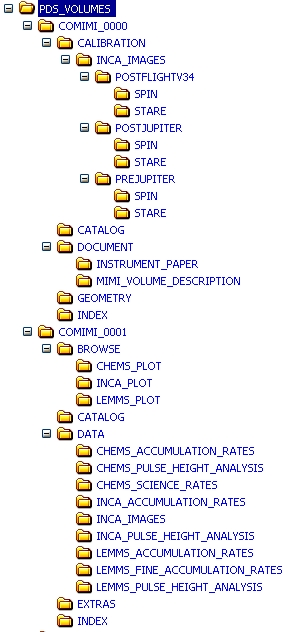 PDS_VOLUMES
COMIMI_0000
CALIBRATION
INCA_IMAGES
POSTFLIGHTV34
SPIN
STARE
POSTJUPITER
SPIN
STARE
PREJUPITER
SPIN
STARE
CATALOG
DOCUMENT
INSTRUMENT_PAPER
MIMI_VOLUME_DESCRIPTION
GEOMETRY
INDEX
COMIMI_0001
BROWSE
CHEMS_PLOT
INCA_PLOT
LEMMS_PLOT
CATALOG
DATA
CHEMS_ACCUMULATION_RATES
CHEMS_PULSE_HEIGHT_ANALYSIS
CHEMS_SCIENCE_RATES
INCA_ACCUMULATION_RATES
INCA_IMAGES
INCA_PULSE_HEIGHT_ANALYSIS
LEMMS_ACCUMULATION_RATES
LEMMS_FINE_ACCUMULATION_RATES
LEMMS_PULSE_HEIGHT_ANALYSIS
EXTRAS
INDEX